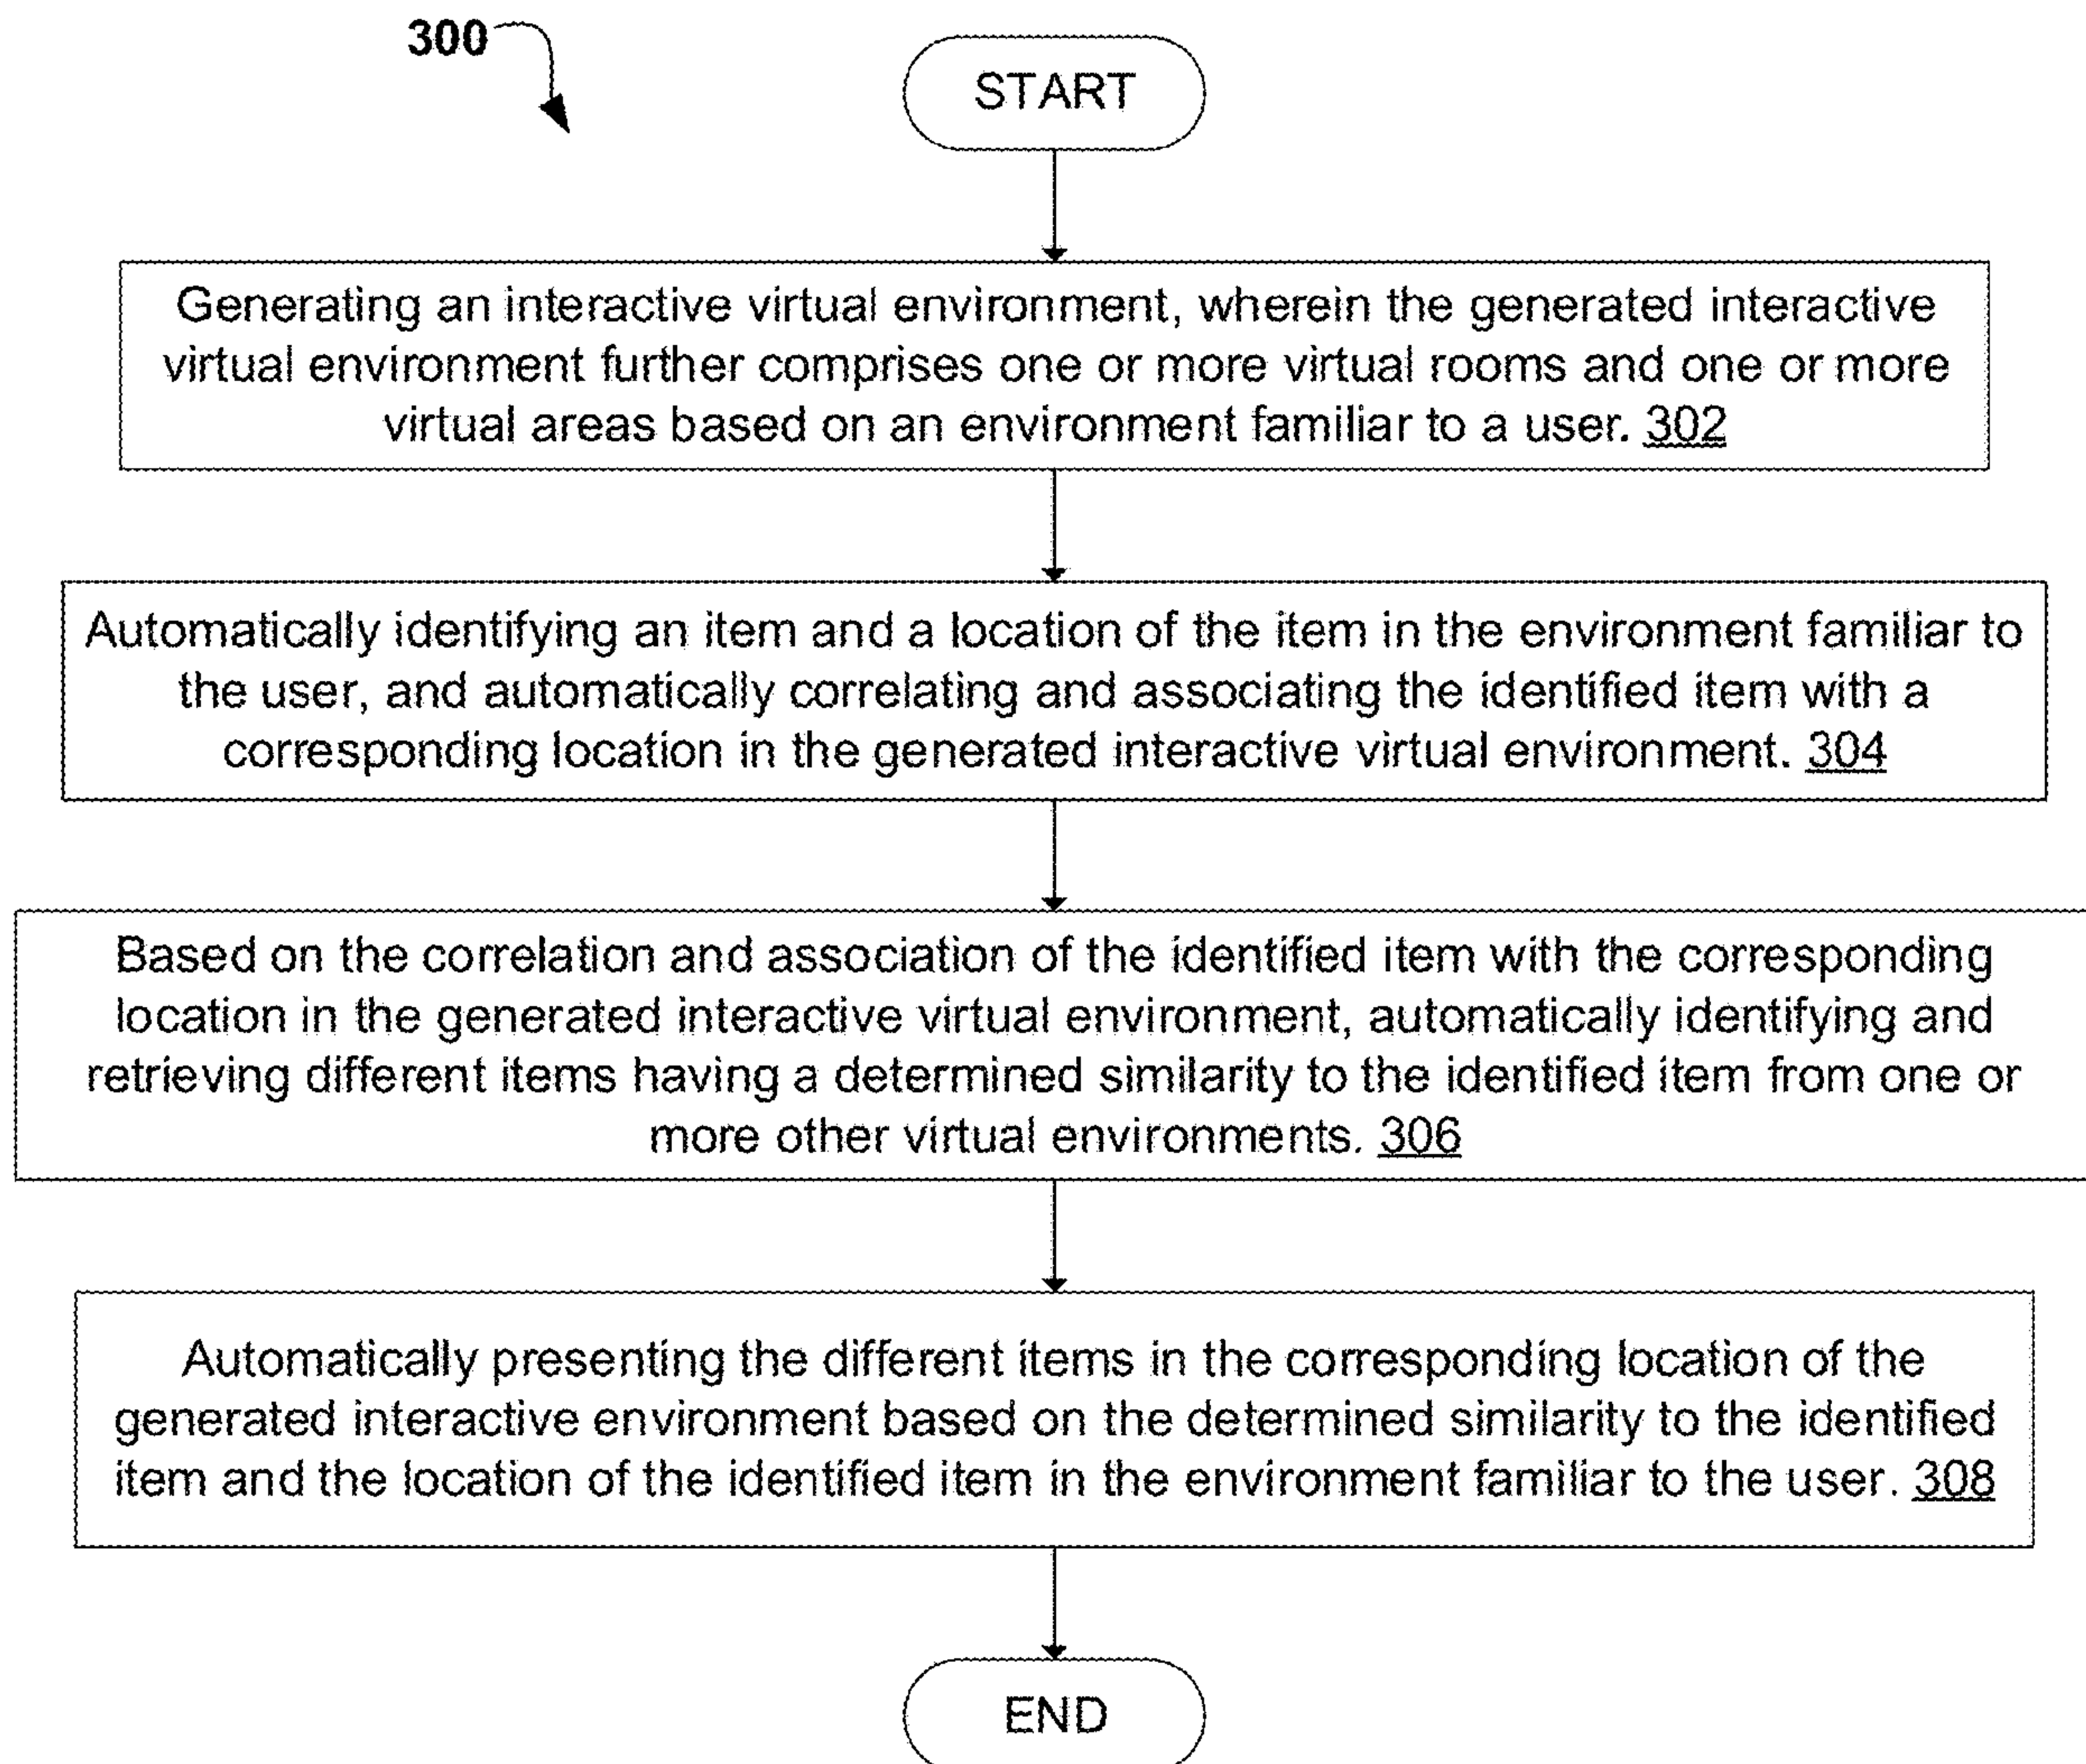 300
START
Generating an interactive virtual environment, wherein the generated interactive
virtual environment further comprises one or more virtual rooms and one or more
virtual areas based on an environment familiar to a user. 302
Automatically identifying an item and a location of the item in the environment familiar to
the user, and automatically correlating and associating the identified item with a
corresponding location in the generated interactive virtual environment. 304
Based on the correlation and association of the identified item with the corresponding
location in the generated interactive virtual environment, automatically identifying and
retrieving different items having a determined similarity to the identified item from one or
more other virtual environments. 306
Automatically presenting the different items in the corresponding location of the
generated interactive environment based on the determined similarity to the identified
item and the location of the identified item in the environment familiar to the user. 308
END